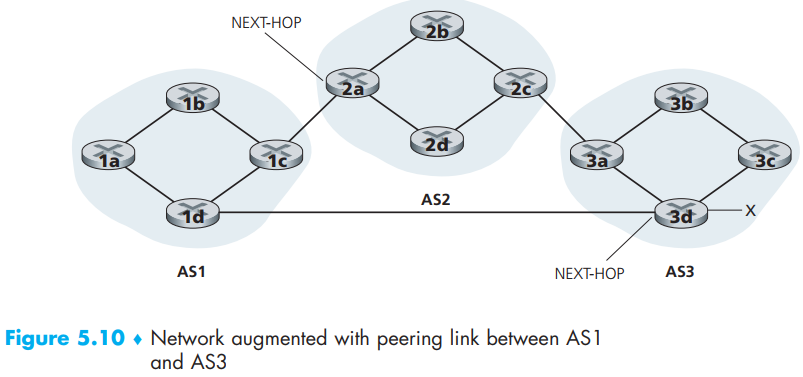 NEXT-HOP
2b
2a
2c
2d
1b
1a
1c
1d
3b
3a
3c
3d
X
AS2
AS1
NEXT-HOP
AS3
Figure 5.10 ♦ Network augmented with peering link between AS1
and AS3